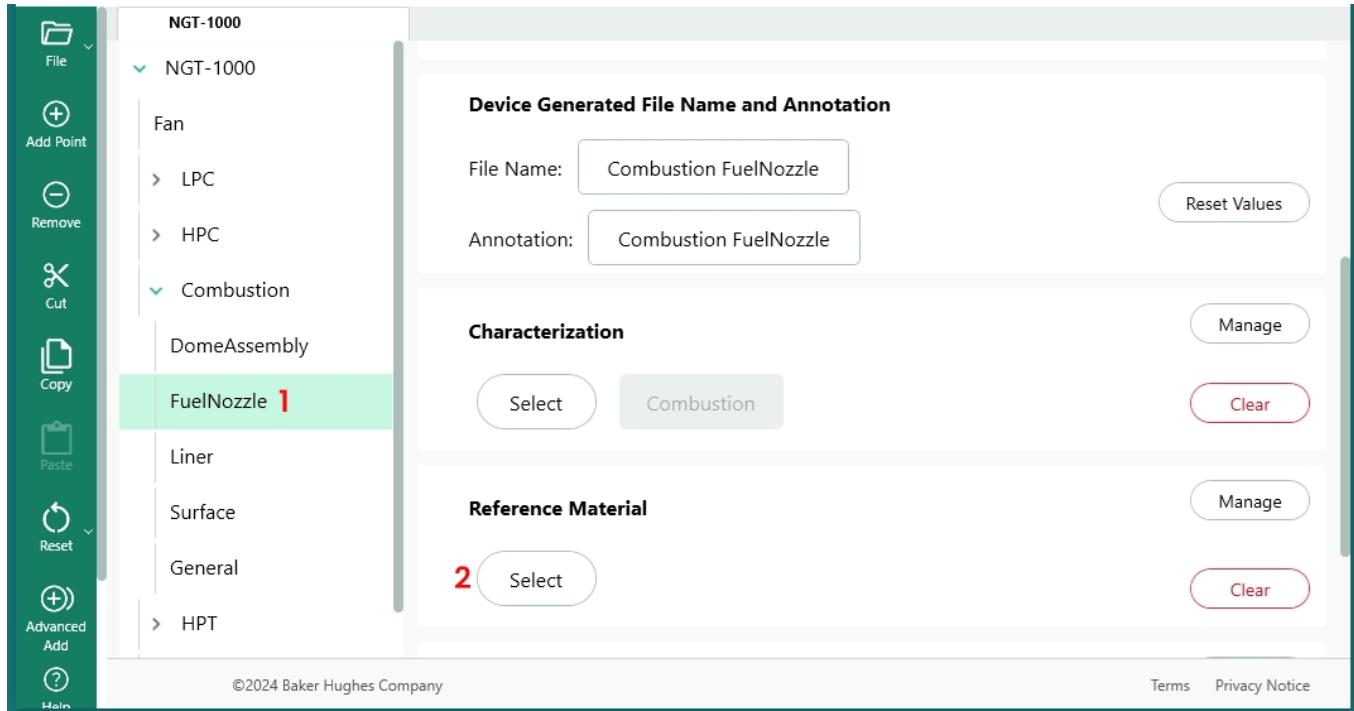 File
Add Point
Remove
Cut
Copy
Paste
Reset
Advanced
Add
Help
NGT-1000
NGT-1000
Fan
LPC
HPC
Combustion
DomeAssembly
FuelNozzle 1
Liner
Surface
General
HPT
Device Generated File Name and Annotation
File Name: Combustion FuelNozzle
Reset Values
Annotation: Combustion FuelNozzle
Characterization
Manage
Select Combustion
Clear
Reference Material
Manage
2 Select
Clear
©2024 Baker Hughes Company
Terms Privacy Notice